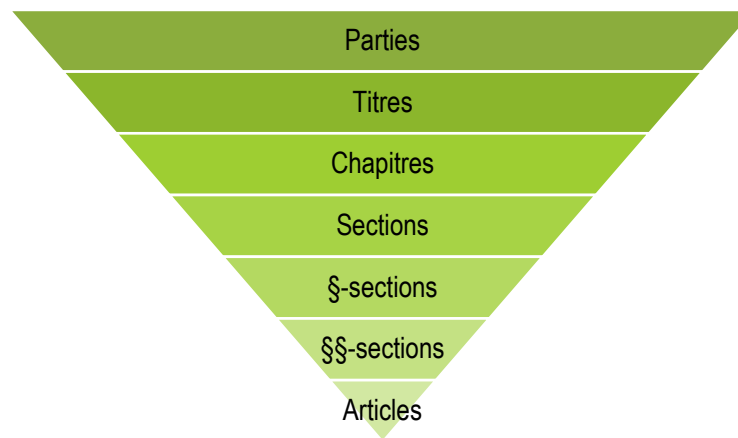 Parties
Titres
Chapitres
Sections
§-sections
§§-sections
Articles